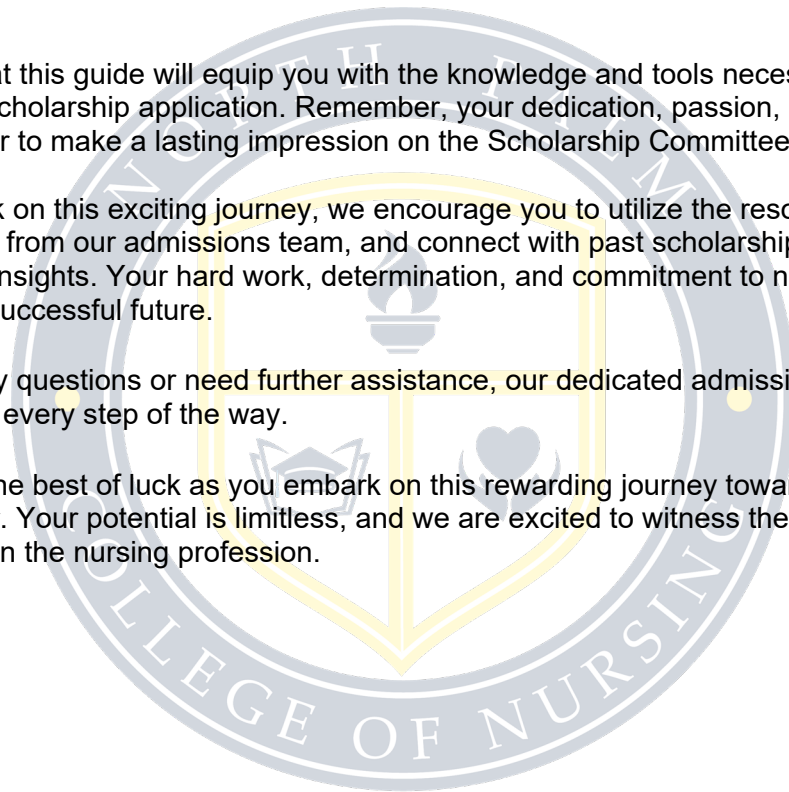 at this guide will equip you with the knowledge and tools neces
cholarship application. Remember, your dedication, passion,
r to make a lasting impression on the Scholarship Committee
k on this exciting journey, we encourage you to utilize the reso
from our admissions team, and connect with past scholarship
nsights. Your hard work, determination, and commitment to n
uccessful future.
y questions or need further assistance, our dedicated admissi
every step of the way.
he best of luck as you embark on this rewarding journey towar
. Your potential is limitless, and we are excited to witness the
n the nursing profession.
NORTH PALM
COLLEGE OF NURSING